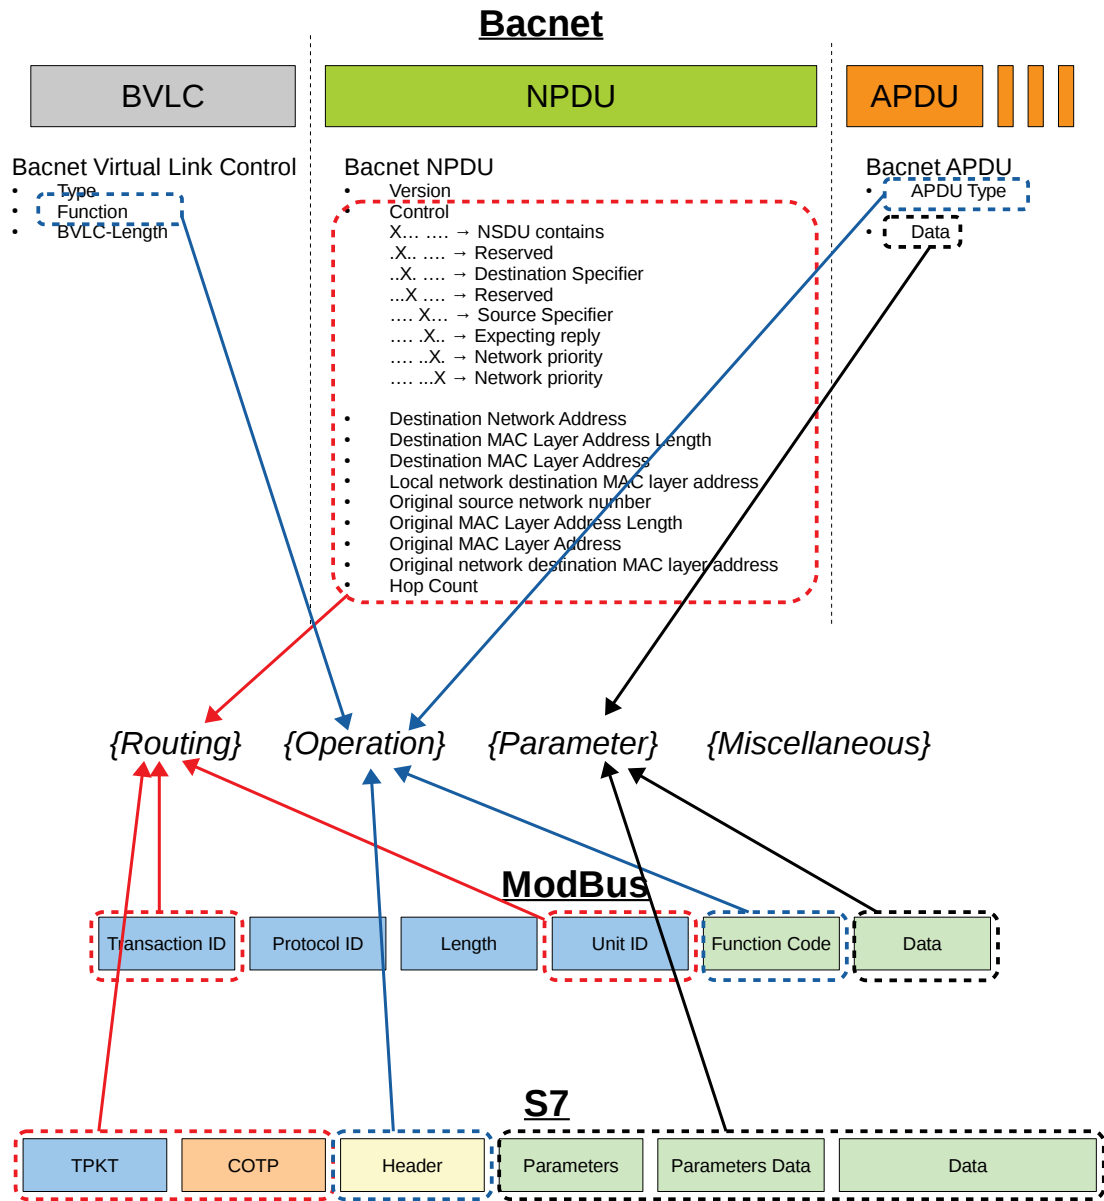 Bacnet
BVLC
NPDU
APDU
Bacnet Virtual Link Control
• Type
• Function
• BVLC-Length
Bacnet NPDU
• Version
• Control
X... .... → NSDU contains
.X.. .... → Reserved
..X. .... → Destination Specifier
...X .... → Reserved
.... X... → Source Specifier
.... .X.. → Expecting reply
.... ..X. → Network priority
.... ...X → Network priority
• Destination Network Address
• Destination MAC Layer Address Length
• Destination MAC Layer Address
• Local network destination MAC layer address
• Original source network number
• Original MAC Layer Address Length
• Original MAC Layer Address
• Original network destination MAC layer address
• Hop Count
Bacnet APDU
• APDU Type
• Data
{Routing} {Operation} {Parameter} {Miscellaneous}
ModBus
Transaction ID
Protocol ID
Length
Unit ID
Function Code
Data
S7
TPKT
COTP
Header
Parameters
Parameters Data
Data